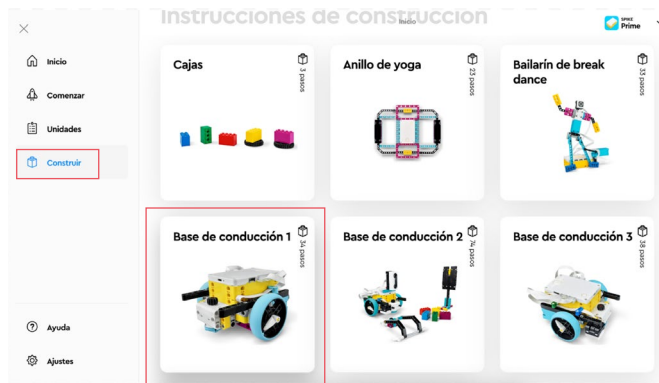 Instrucciones de construcción
Inicio
SPIKE
Prime
Inicio
Comenzar
Unidades
Construir
Ayuda
Ajustes
Cajas
3 pasos
Anillo de yoga
23 pasos
Bailarín de break
dance
33 pasos
Base de conducción 1
34 pasos
Base de conducción 2
74 pasos
Base de conducción 3
38 pasos